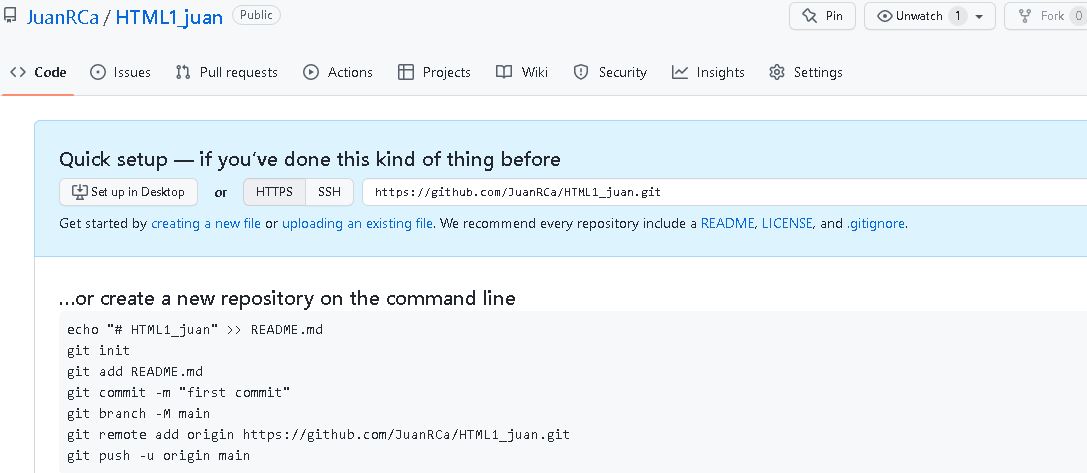 JuanRCa / HTML1_juan Public Pin Unwatch 1 Fork 0
Code Issues Pull requests Actions Projects Wiki Security Insights Settings
Quick setup — if you’ve done this kind of thing before
Set up in Desktop or HTTPS SSH https://github.com/JuanRCa/HTML1_juan.git
Get started by creating a new file or uploading an existing file. We recommend every repository include a README, LICENSE, and .gitignore.
…or create a new repository on the command line
echo "# HTML1_juan" >> README.md
git init
git add README.md
git commit -m "first commit"
git branch -M main
git remote add origin https://github.com/JuanRCa/HTML1_juan.git
git push -u origin main